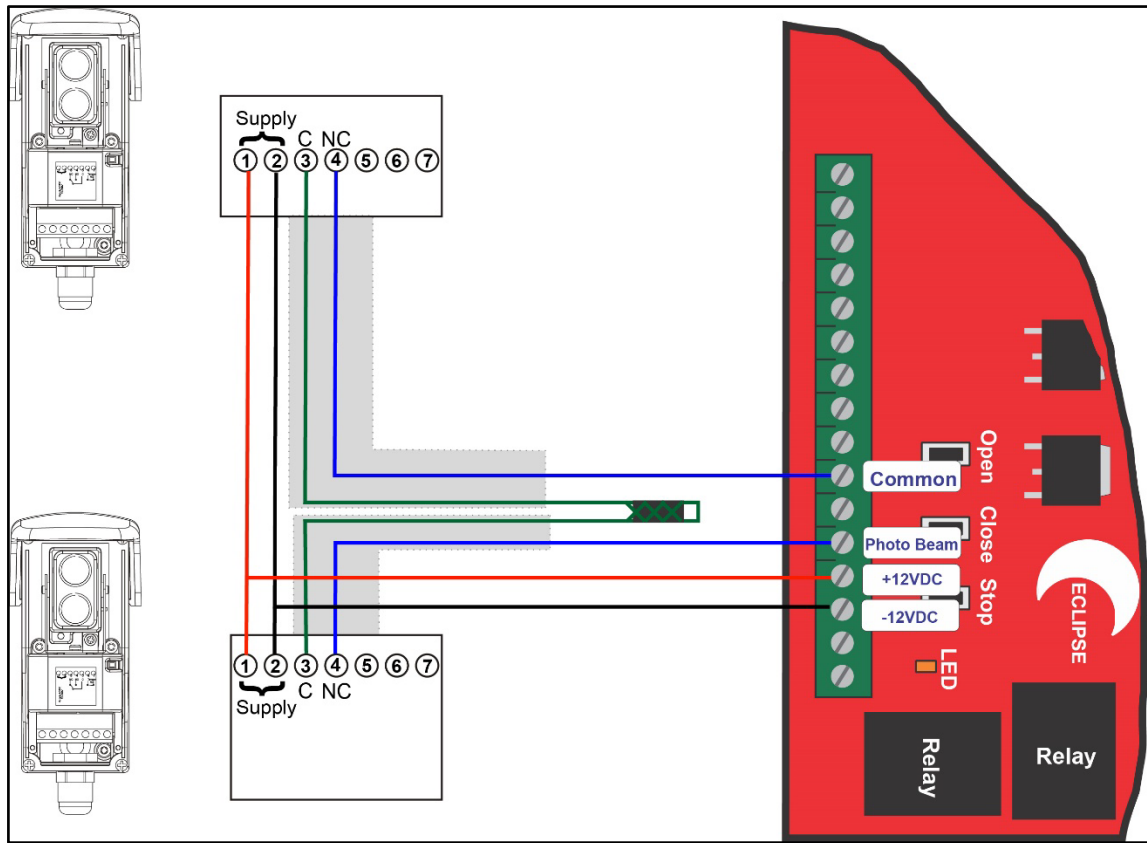 Supply
C NC
1 2 3 4 5 6 7
Open
Common
Close
Photo Beam
+12VDC
Stop
-12VDC
ECLIPSE
LED
1 2 3 4 5 6 7
C NC
Supply
Relay
Relay